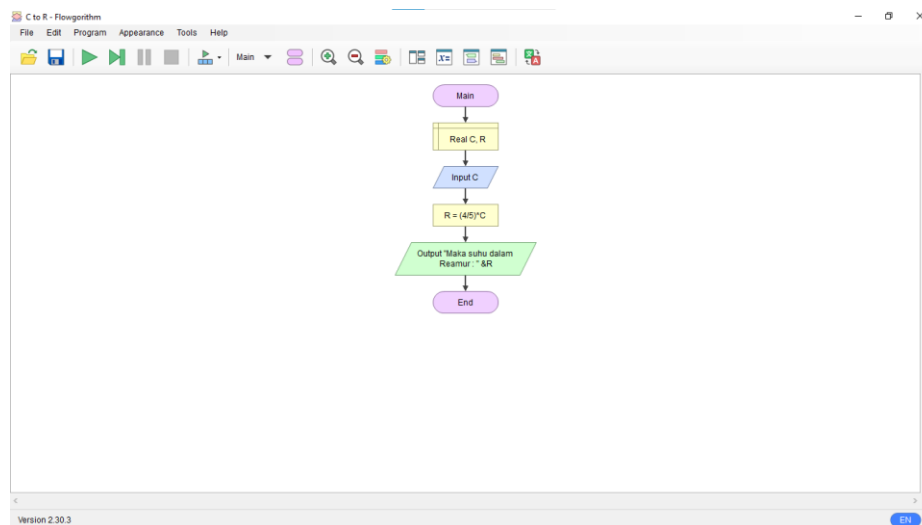 C to R - Flowgorithm
File Edit Program Appearance Tools Help
Main
Main
Real C, R
Input C
R = (4/5)*C
Output "Maka suhu dalam
Reamur : " &R
End
Version 2.30.3
EN